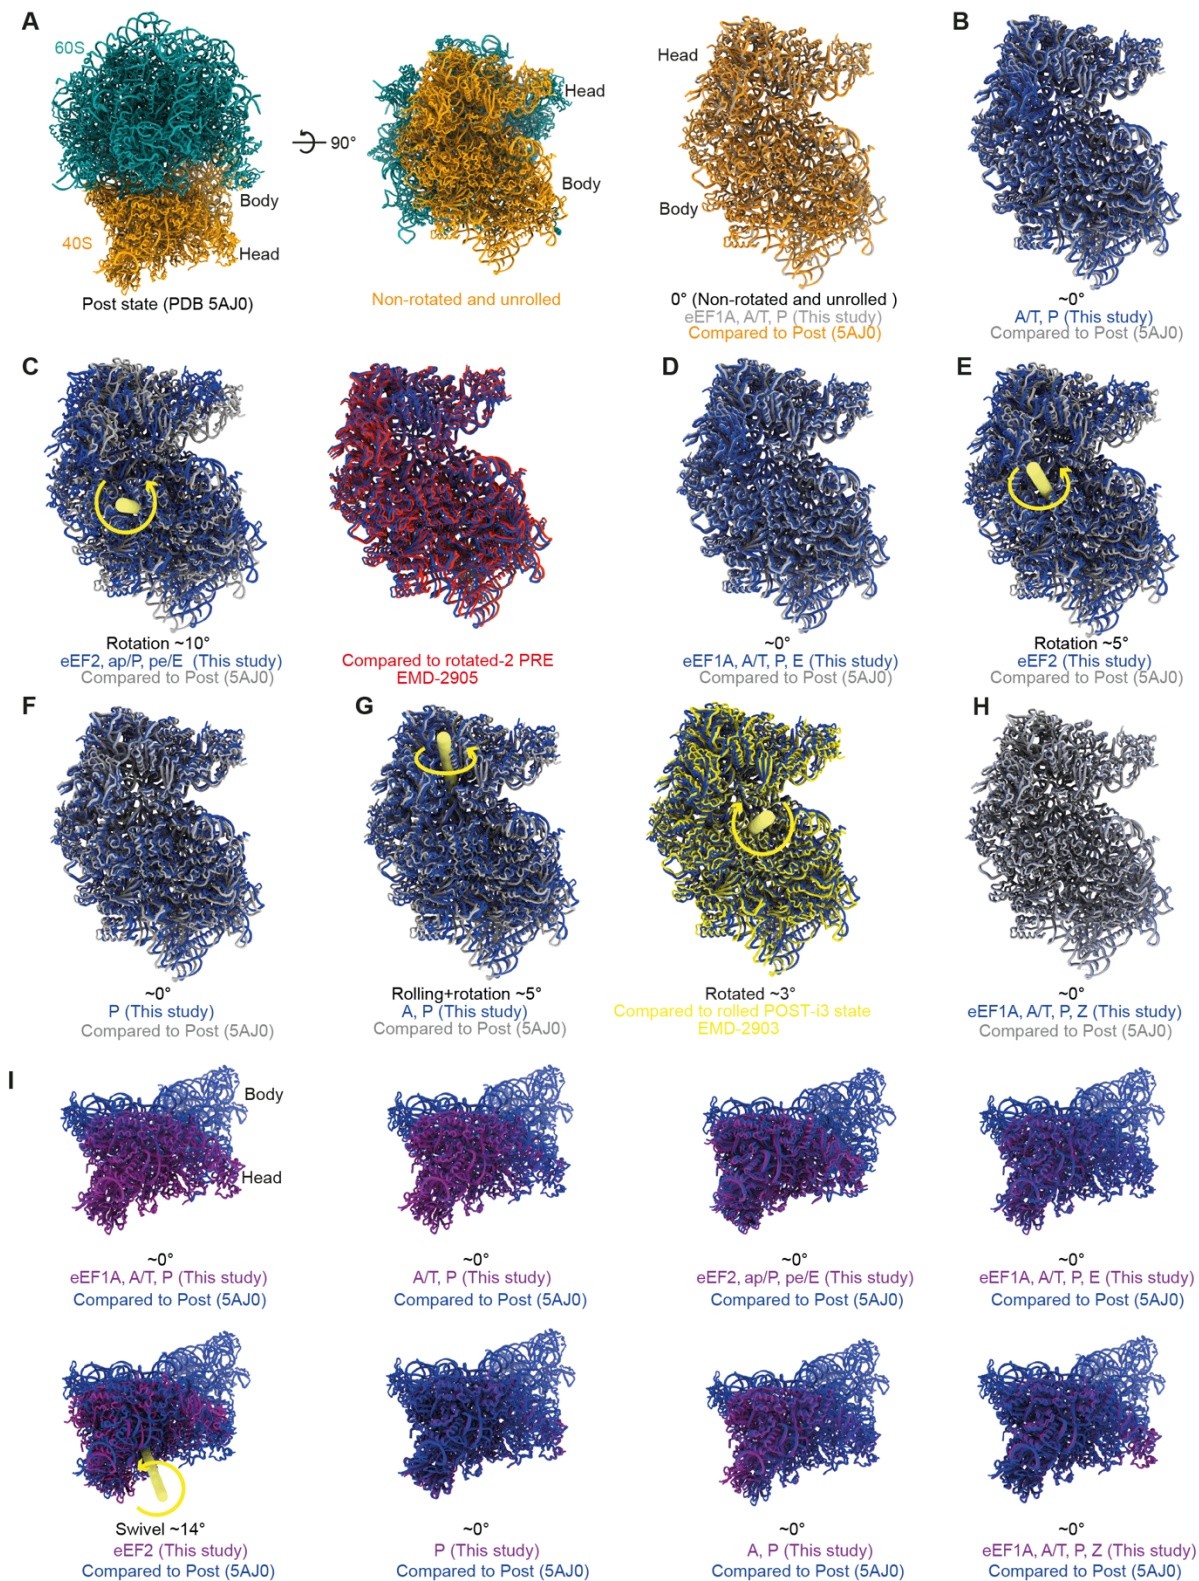 A
60S
40S
Body
Head
Post state (PDB 5AJ0)
90°
Head
Body
Non-rotated and unrolled
Head
Body
0° (Non-rotated and unrolled )
eEF1A, A/T, P (This study)
Compared to Post (5AJ0)
B
~0°
A/T, P (This study)
Compared to Post (5AJ0)
C
Rotation ~10°
eEF2, ap/P, pe/E (This study)
Compared to Post (5AJ0)
Compared to rotated-2 PRE
EMD-2905
D
~0°
eEF1A, A/T, P, E (This study)
Compared to Post (5AJ0)
E
Rotation ~5°
eEF2 (This study)
Compared to Post (5AJ0)
F
~0°
P (This study)
Compared to Post (5AJ0)
G
Rolling+rotation ~5°
A, P (This study)
Compared to Post (5AJ0)
Rotated ~3°
Compared to rolled POST-i3 state
EMD-2903
H
~0°
eEF1A, A/T, P, Z (This study)
Compared to Post (5AJ0)
I
Body
Head
~0°
eEF1A, A/T, P (This study)
Compared to Post (5AJ0)
~0°
A/T, P (This study)
Compared to Post (5AJ0)
~0°
eEF2, ap/P, pe/E (This study)
Compared to Post (5AJ0)
~0°
eEF1A, A/T, P, E (This study)
Compared to Post (5AJ0)
Swivel ~14°
eEF2 (This study)
Compared to Post (5AJ0)
~0°
P (This study)
Compared to Post (5AJ0)
~0°
A, P (This study)
Compared to Post (5AJ0)
~0°
eEF1A, A/T, P, Z (This study)
Compared to Post (5AJ0)